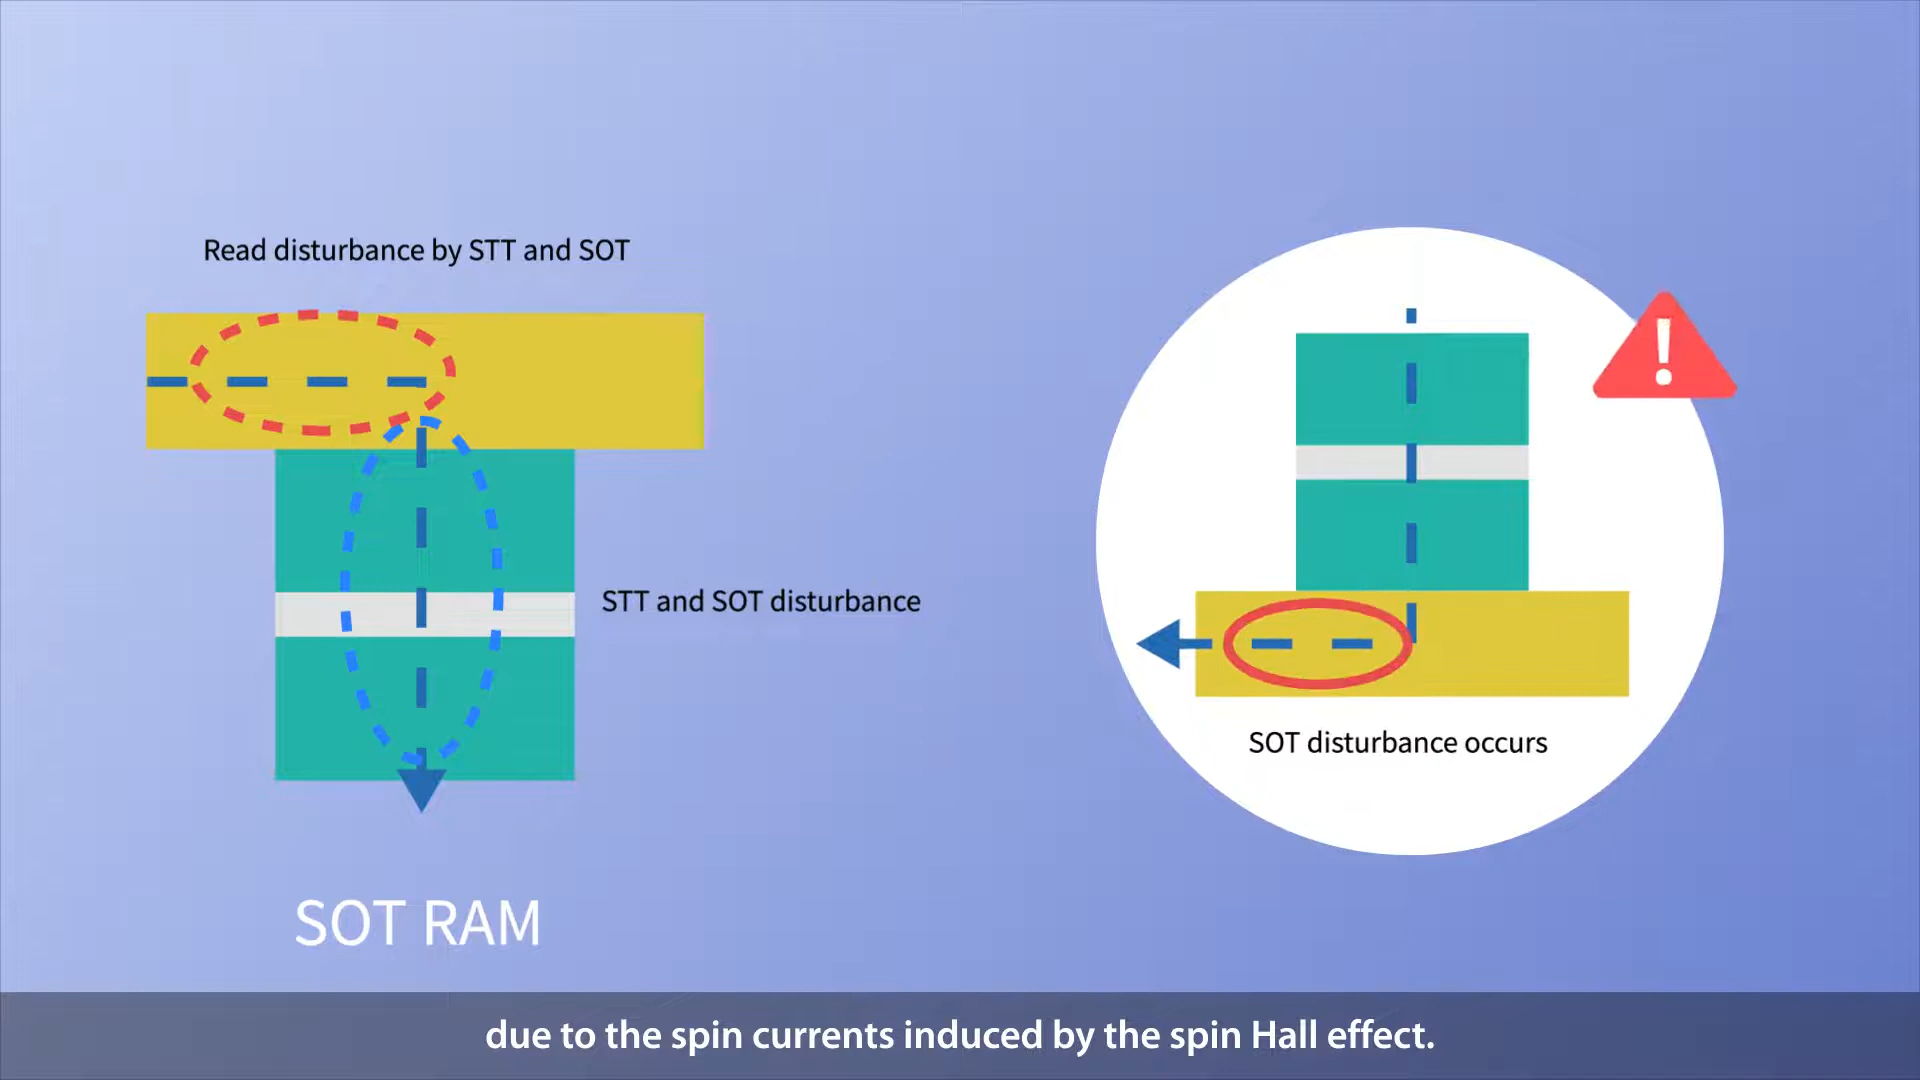 Read disturbance by STT and SOT
STT and SOT disturbance
SOT RAM
SOT disturbance occurs
due to the spin currents induced by the spin Hall effect.